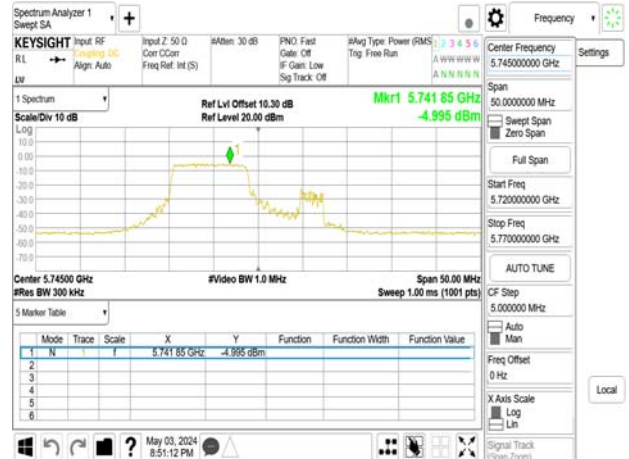 Spectrum Analyzer 1
Swept SA
+
Frequency
KEYSIGHT
RL
Input: RF
Coupling: DC
Align: Auto
Input Z: 50 Ω
Corr CCorr
Freq Ref: Int (S)
#Atten: 30 dB
PNO: Fast
Gate: Off
IF Gain: Low
Sig Track: Off
#Avg Type: Power (RMS
Trig: Free Run
1 2 3 4 5 6
A W W W W W
A N N N N N
1 Spectrum
Scale/Div 10 dB
Ref Lvl Offset 10.30 dB
Ref Level 20.00 dBm
Mkr1 5.741 85 GHz
-4.995 dBm
Log
10.0
0.00
-10.0
-20.0
-30.0
-40.0
-50.0
-60.0
-70.0
1
Center 5.74500 GHz
#Res BW 300 kHz
#Video BW 1.0 MHz
Span 50.00 MHz
Sweep 1.00 ms (1001 pts)
5 Marker Table
Mode Trace Scale X Y Function Function Width Function Value
1 N 1 f 5.741 85 GHz -4.995 dBm
2
3
4
5
6
May 03, 2024
8:51:12 PM
?
Center Frequency
5.745000000 GHz
Settings
Span
50.0000000 MHz
Swept Span
Zero Span
Full Span
Start Freq
5.720000000 GHz
Stop Freq
5.770000000 GHz
AUTO TUNE
CF Step
5.000000 MHz
Auto
Man
Freq Offset
0 Hz
X Axis Scale
Log
Lin
Local
Signal Track
(Span Zoom)